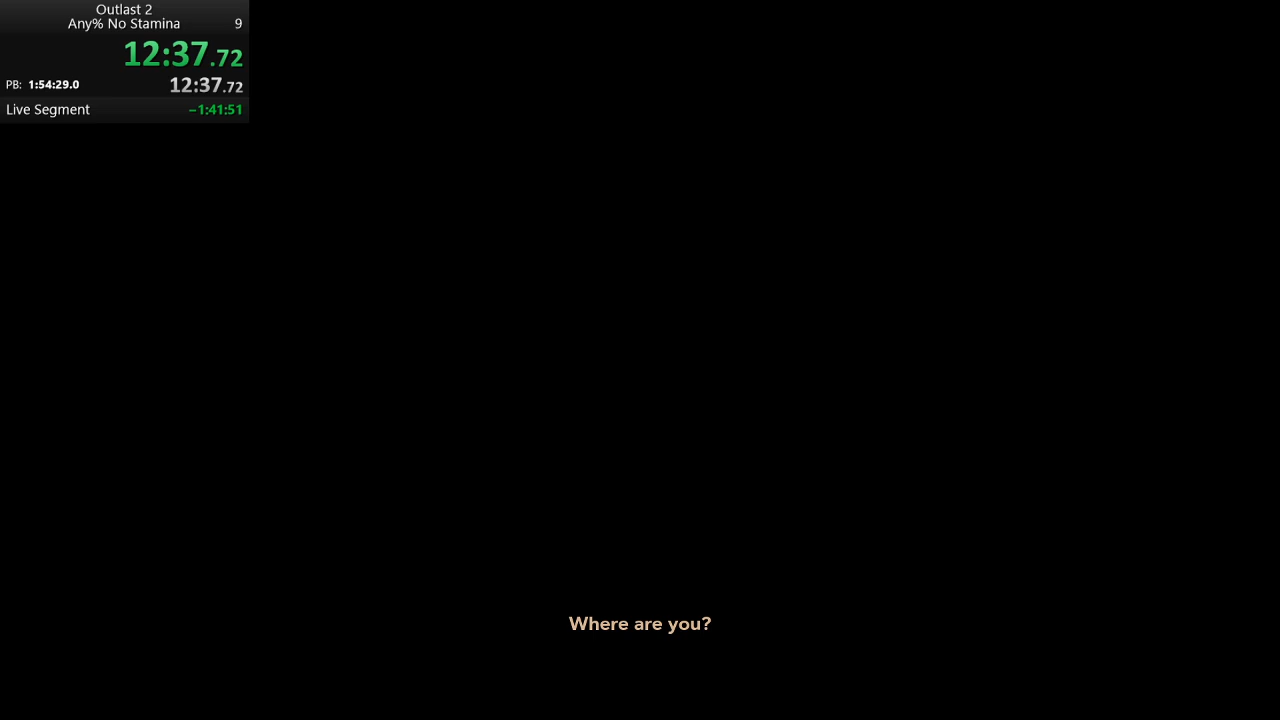 Outlast 2
Any% No Stamina 9
12:37.72
PB: 1:54:29.0 12:37.72
Live Segment −1:41:51
Where are you?